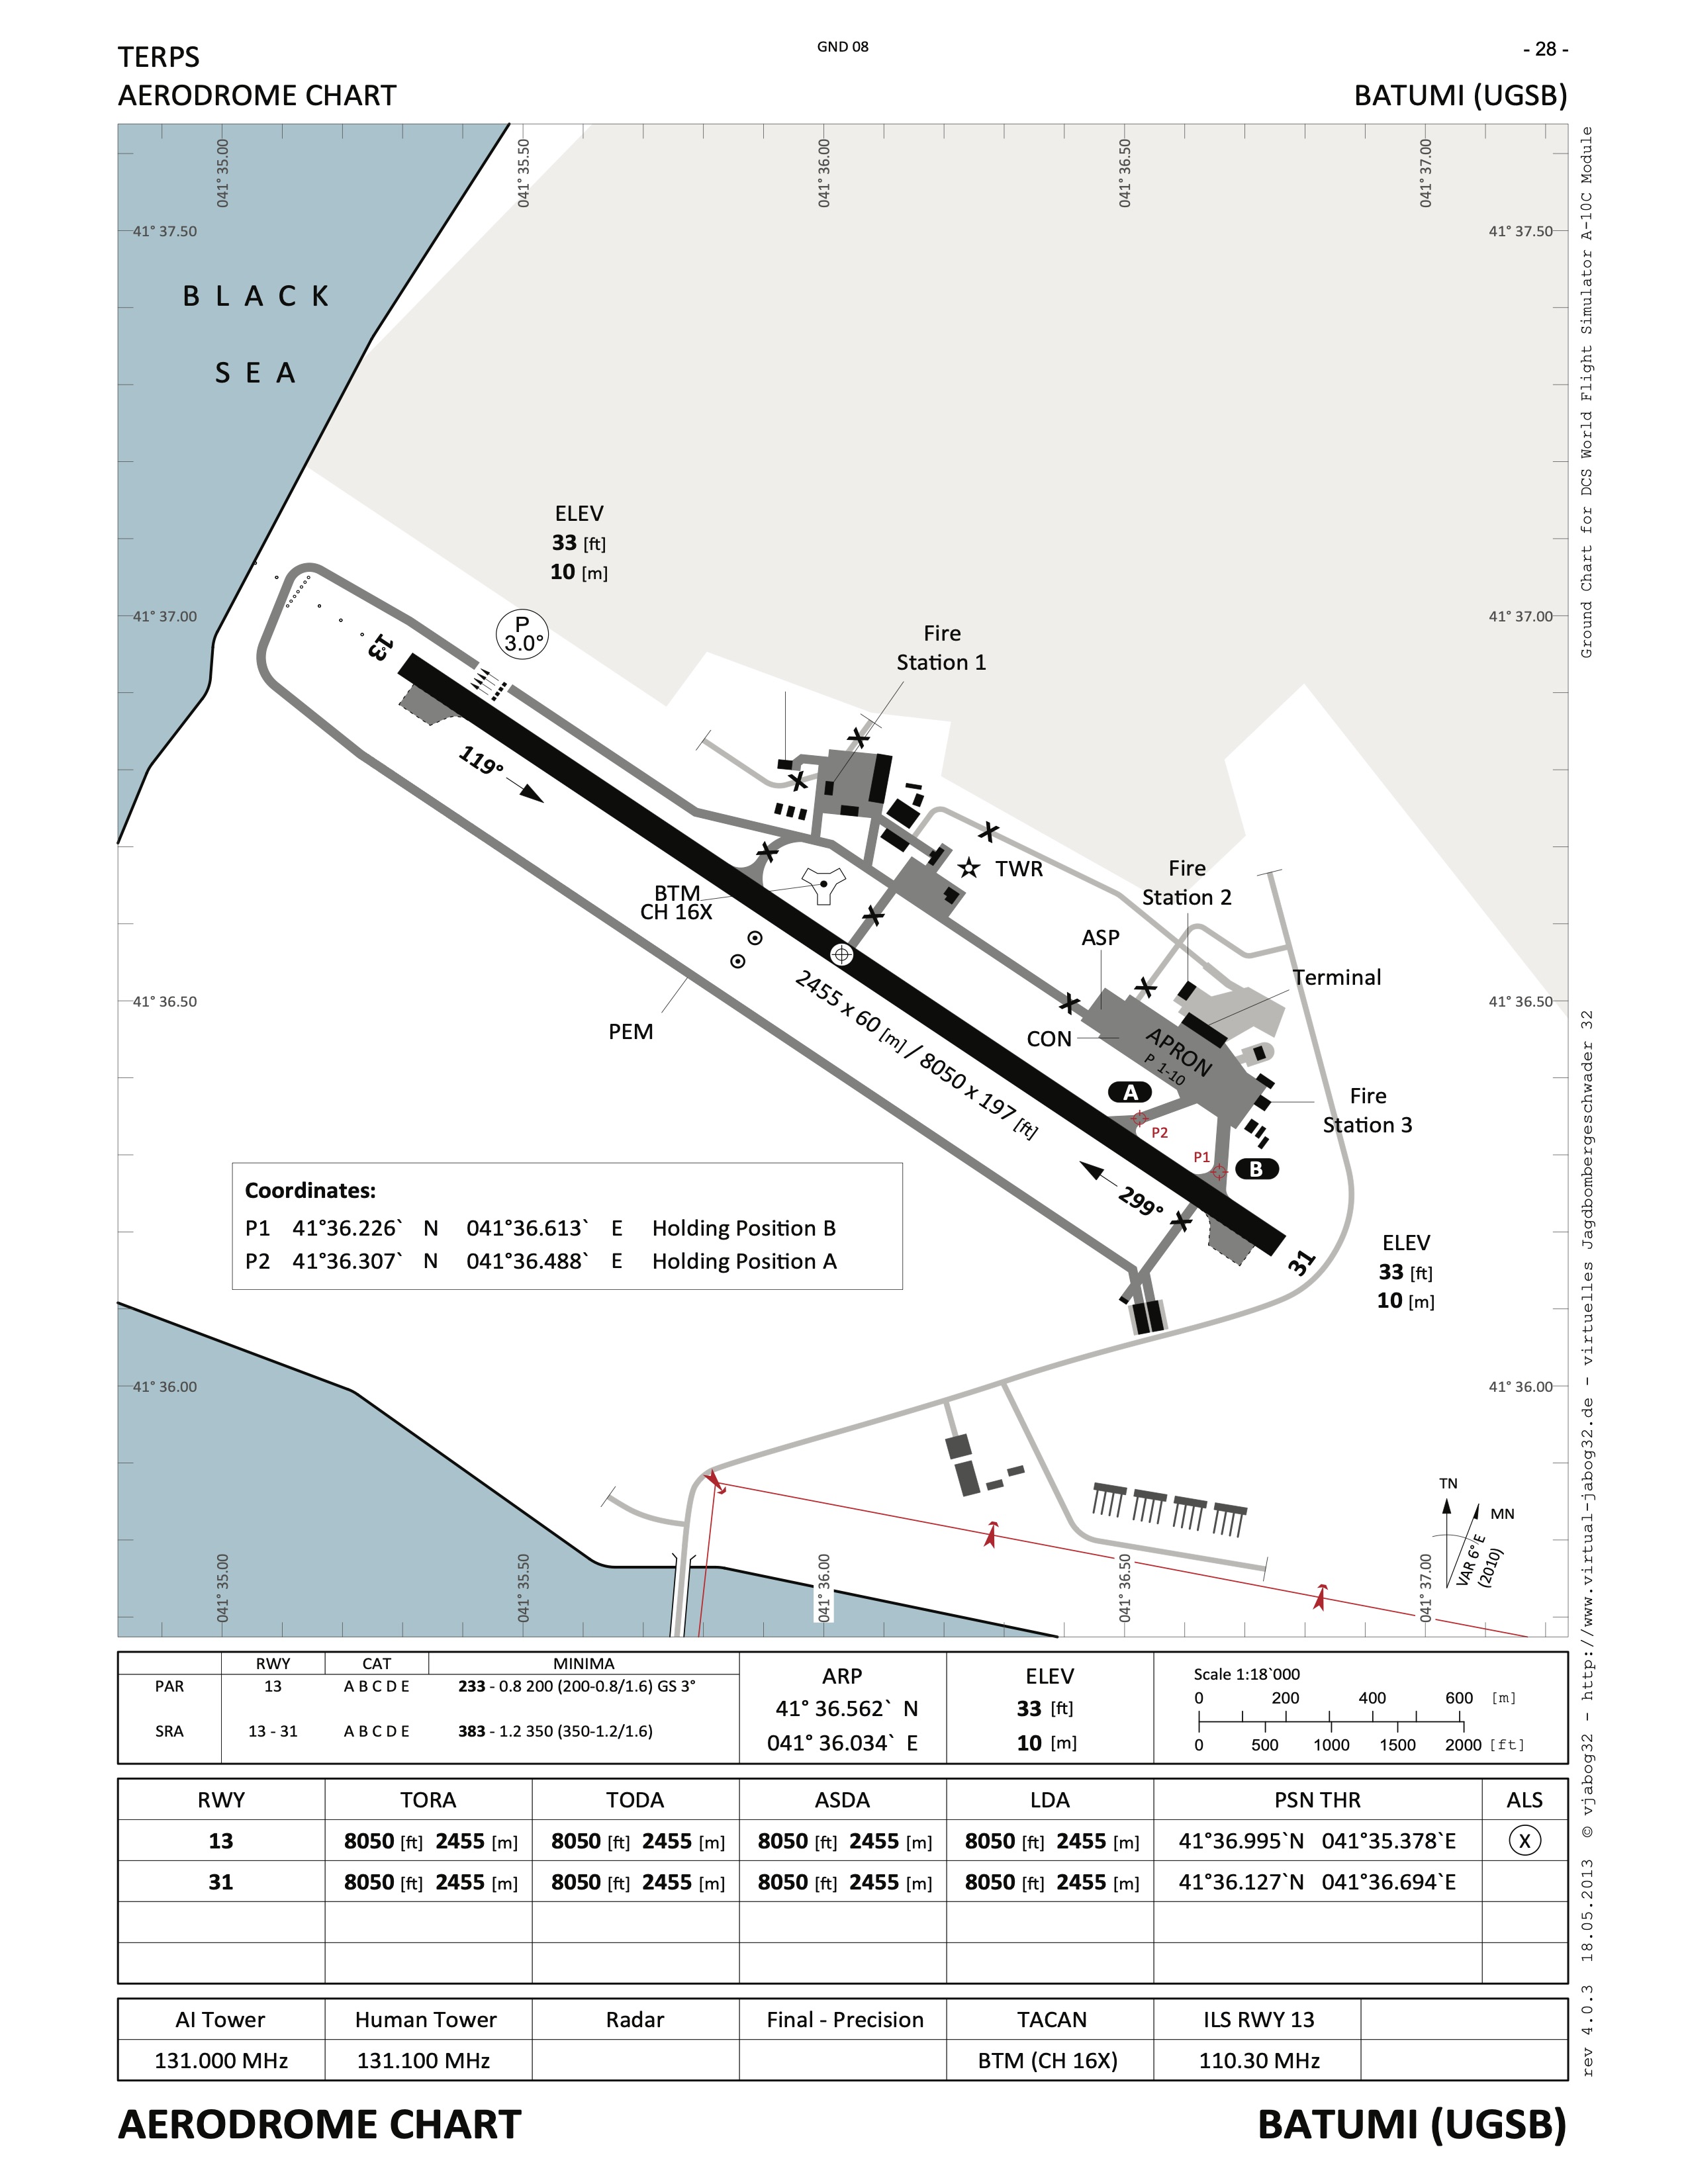 TERPS
GND 08
- 28 -
AERODROME CHART
BATUMI (UGSB)
041° 35.00
041° 35.50
041° 36.00
041° 36.50
041° 37.00
41° 37.50
41° 37.50
BLACK
SEA
ELEV
33 [ft]
10 [m]
41° 37.00
41° 37.00
P
3.0°
13
Fire
Station 1
119°
TWR
Fire
Station 2
BTM
CH 16X
ASP
Terminal
41° 36.50
41° 36.50
PEM
2455 x 60 [m] / 8050 x 197 [ft]
CON
APRON
P 1-10
A
P2
Fire
Station 3
P1
B
299°
Coordinates:
P1 41°36.226` N 041°36.613` E Holding Position B
P2 41°36.307` N 041°36.488` E Holding Position A
31
ELEV
33 [ft]
10 [m]
41° 36.00
41° 36.00
TN
MN
VAR 6° E
(2010)
041° 35.00
041° 35.50
041° 36.00
041° 36.50
041° 37.00
RWY CAT MINIMA
PAR 13 A B C D E 233 - 0.8 200 (200-0.8/1.6) GS 3°
SRA 13 - 31 A B C D E 383 - 1.2 350 (350-1.2/1.6)
ARP
41° 36.562` N
041° 36.034` E
ELEV
33 [ft]
10 [m]
Scale 1:18`000
0 200 400 600 [m]
0 500 1000 1500 2000 [ft]
RWY TORA TODA ASDA LDA PSN THR ALS
13 8050 [ft] 2455 [m] 8050 [ft] 2455 [m] 8050 [ft] 2455 [m] 8050 [ft] 2455 [m] 41°36.995`N 041°35.378`E X
31 8050 [ft] 2455 [m] 8050 [ft] 2455 [m] 8050 [ft] 2455 [m] 8050 [ft] 2455 [m] 41°36.127`N 041°36.694`E
AI Tower Human Tower Radar Final - Precision TACAN ILS RWY 13
131.000 MHz 131.100 MHz BTM (CH 16X) 110.30 MHz
AERODROME CHART
BATUMI (UGSB)
rev 4.0.3 18.05.2013 © vjabog32 - http://www.virtual-jabog32.de - virtuelles Jagdbombergeschwader 32
Ground Chart for DCS World Flight Simulator A-10C Module